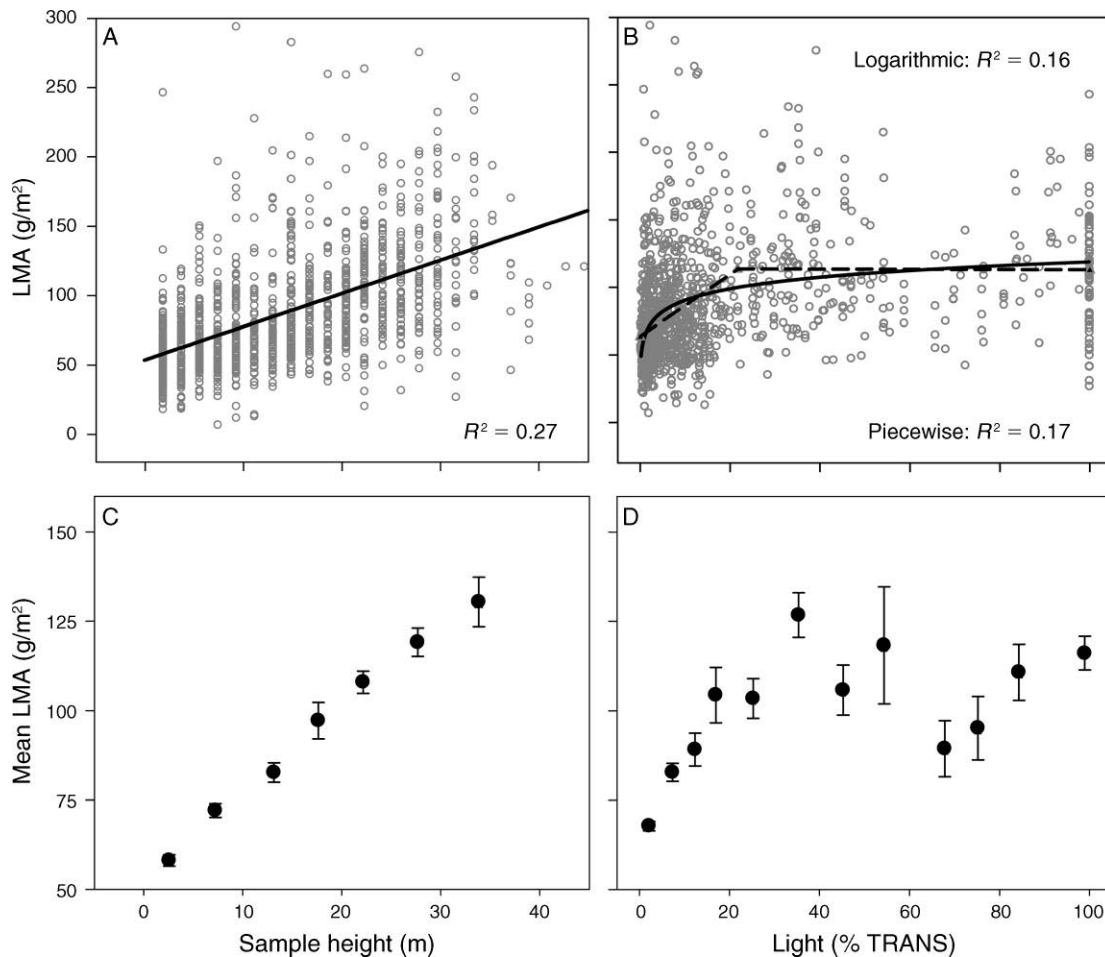 A
300
250
200
150
100
50
0
LMA (g/m²)
R² = 0.27
B
Logarithmic: R² = 0.16
Piecewise: R² = 0.17
C
150
125
100
75
50
Mean LMA (g/m²)
0 10 20 30 40
Sample height (m)
D
0 20 40 60 80 100
Light (% TRANS)